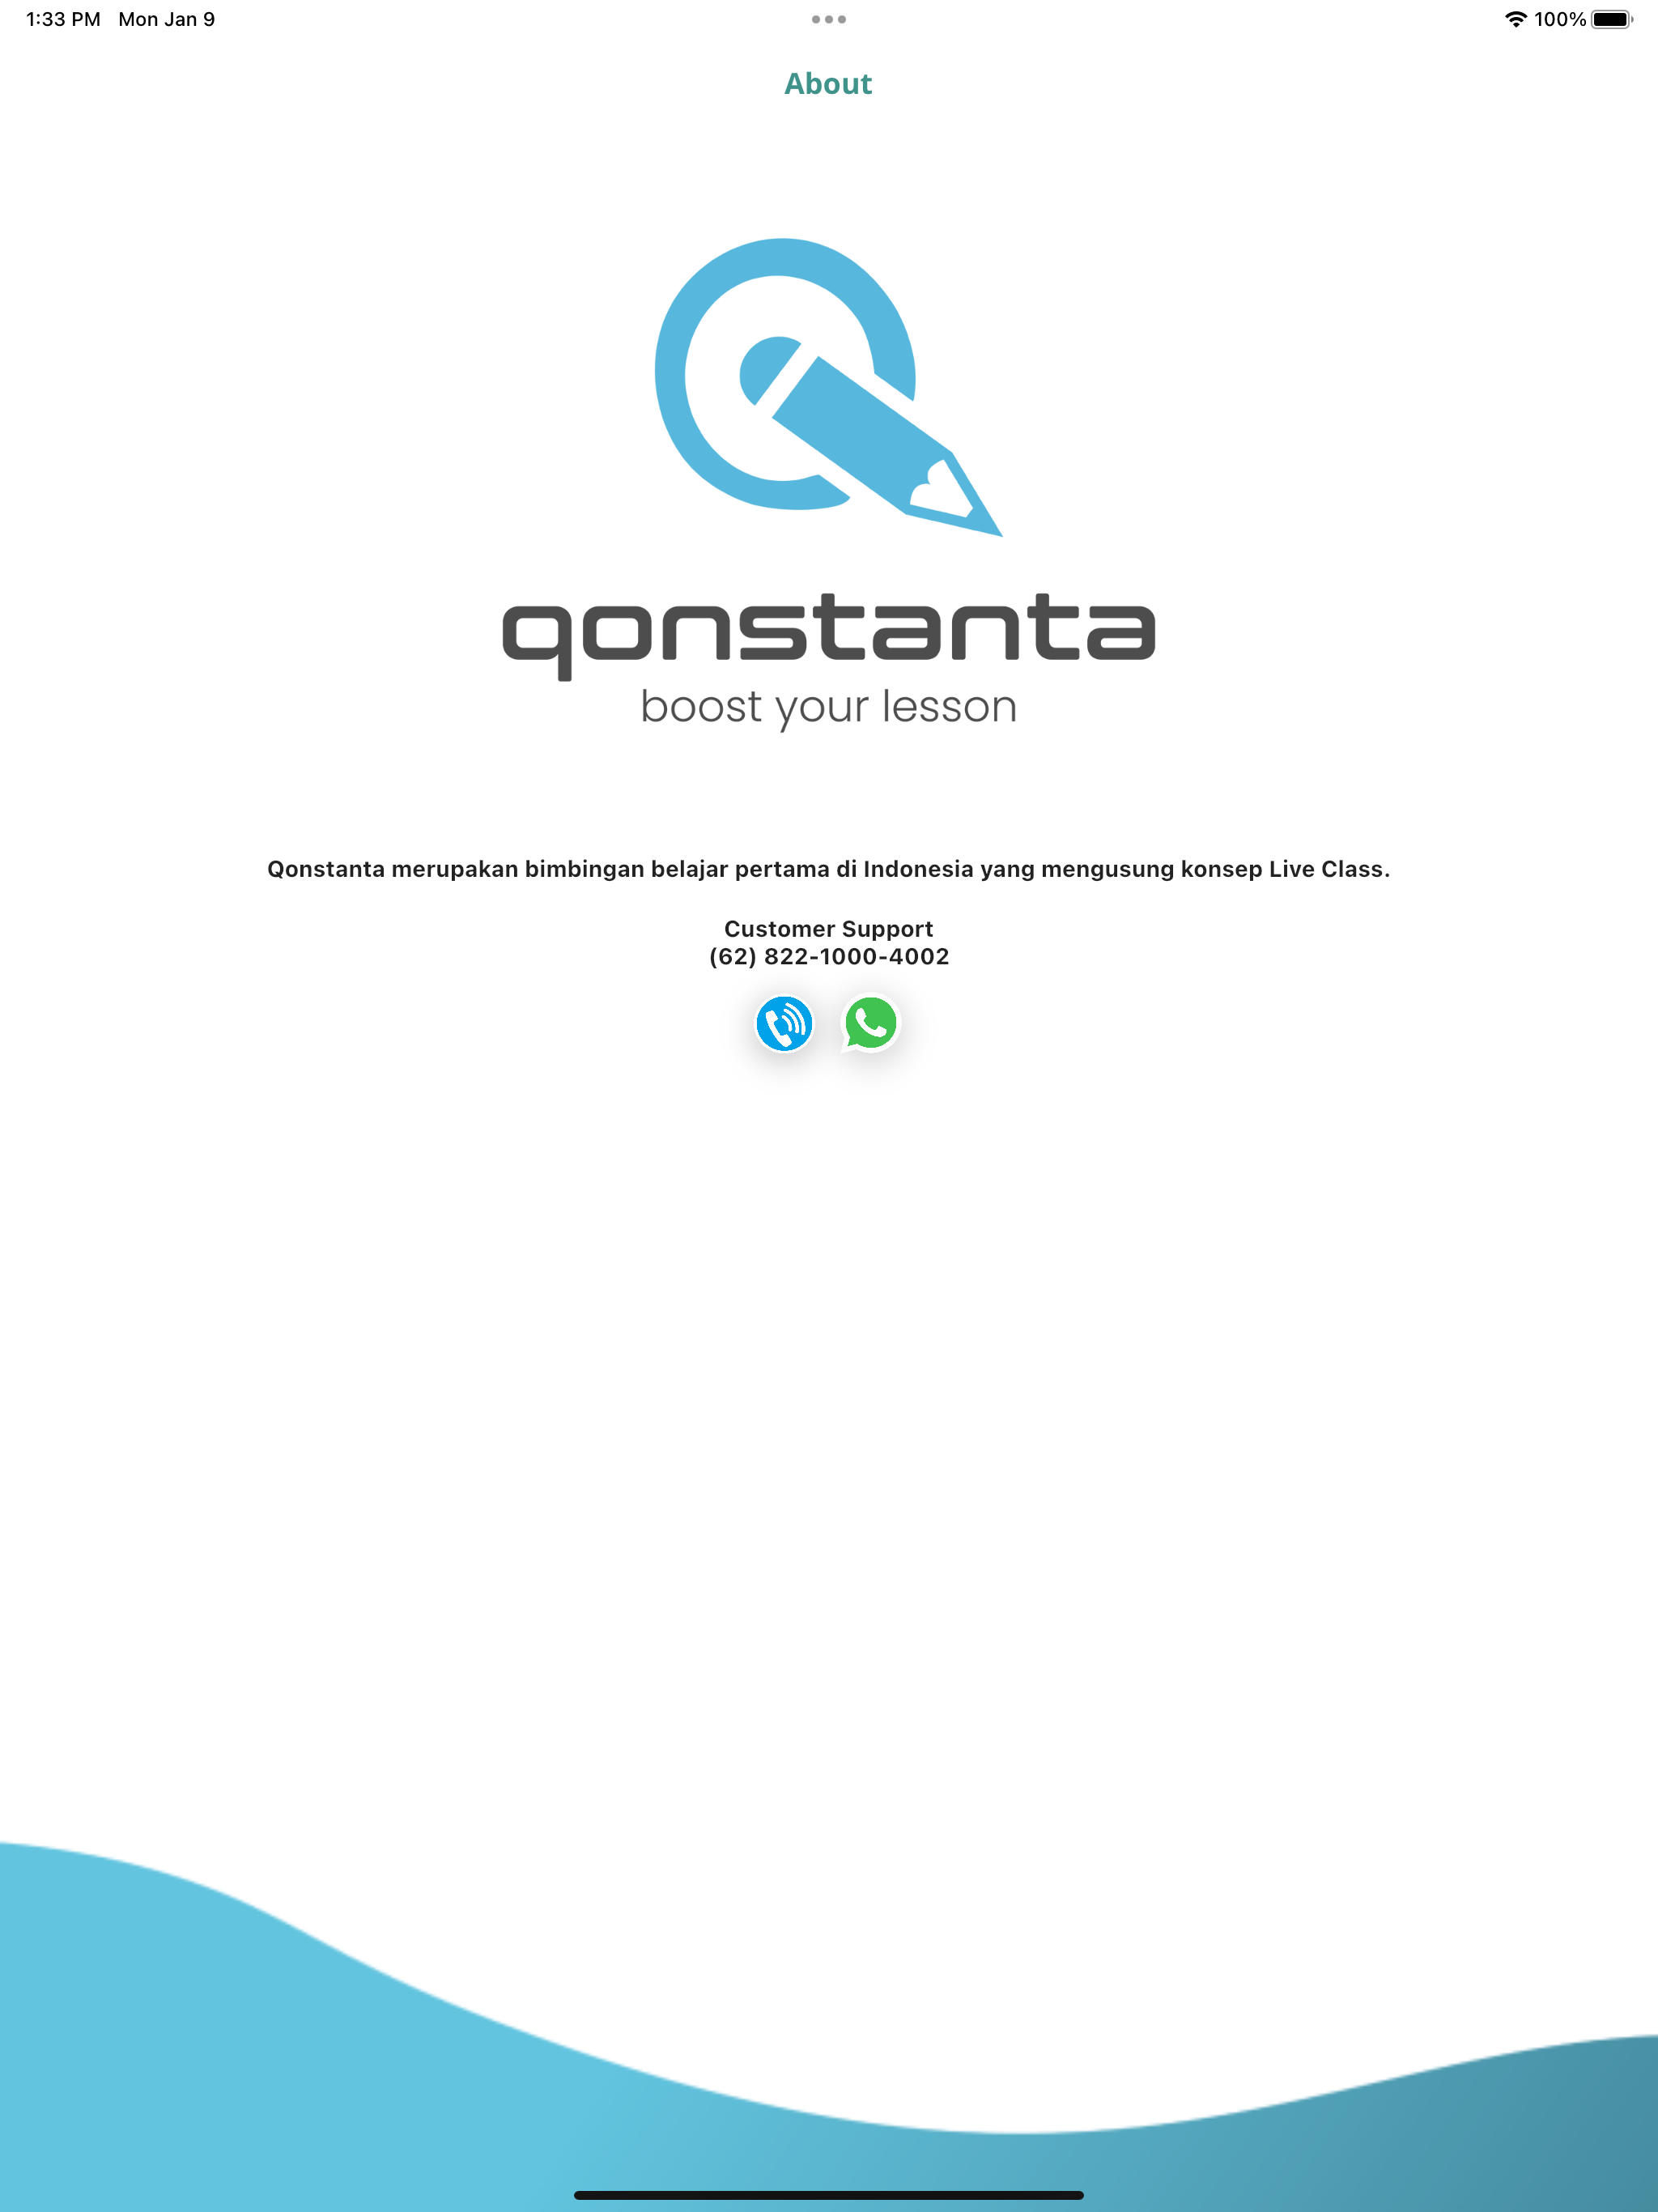 1:33 PM Mon Jan 9
100%
About
qonstanta
boost your lesson
Qonstanta merupakan bimbingan belajar pertama di Indonesia yang mengusung konsep Live Class.
Customer Support
(62) 822-1000-4002